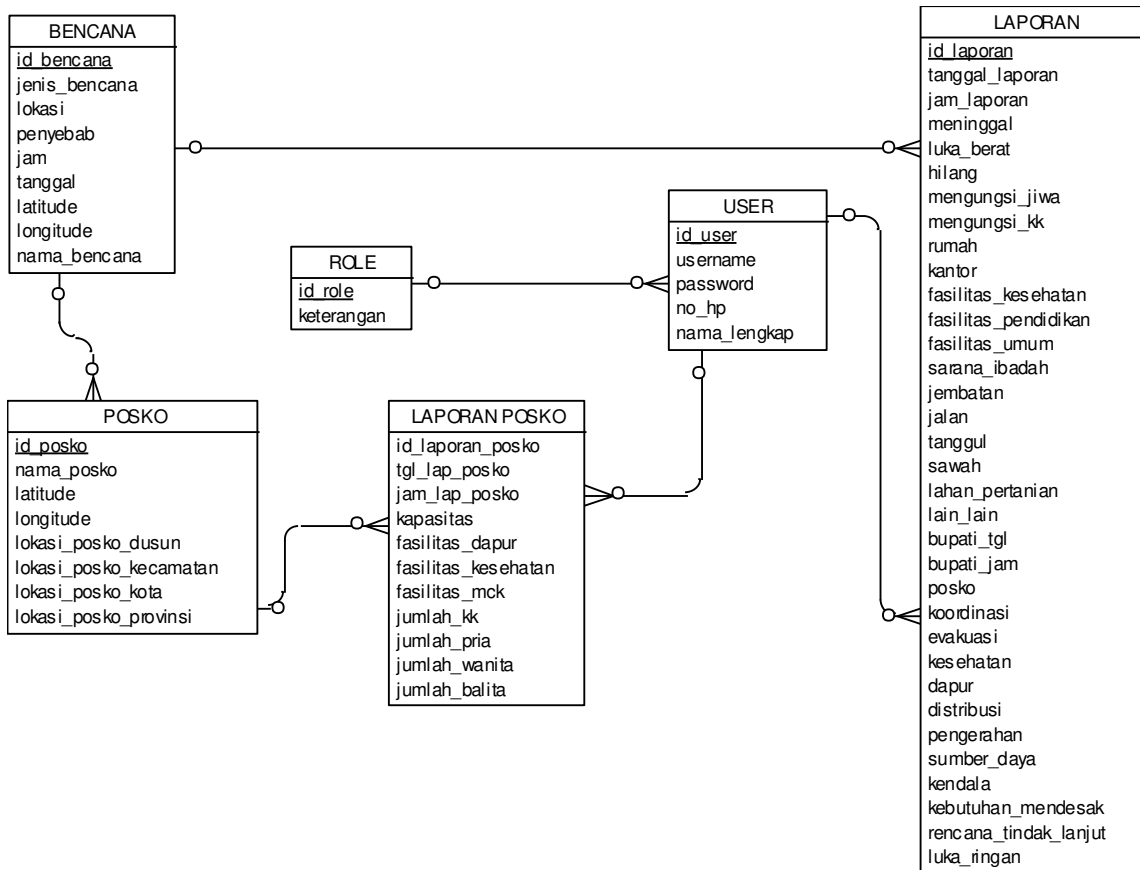 BENCANA
id_bencana
jenis_bencana
lokasi
penyebab
jam
tanggal
latitude
longitude
nama_bencana
LAPORAN
id_laporan
tanggal_laporan
jam_laporan
meninggal
luka_berat
hilang
mengungsi_jiwa
mengungsi_kk
rumah
kantor
fasilitas_kesehatan
fasilitas_pendidikan
fasilitas_umum
sarana_ibadah
jembatan
jalan
tanggul
sawah
lahan_pertanian
lain_lain
bupati_tgl
bupati_jam
posko
koordinasi
evakuasi
kesehatan
dapur
distribusi
pengerahan
sumber_daya
kendala
kebutuhan_mendesak
rencana_tindak_lanjut
luka_ringan
USER
id_user
username
password
no_hp
nama_lengkap
ROLE
id_role
keterangan
POSKO
id_posko
nama_posko
latitude
longitude
lokasi_posko_dusun
lokasi_posko_kecamatan
lokasi_posko_kota
lokasi_posko_provinsi
LAPORAN POSKO
id_laporan_posko
tgl_lap_posko
jam_lap_posko
kapasitas
fasilitas_dapur
fasilitas_kesehatan
fasilitas_mck
jumlah_kk
jumlah_pria
jumlah_wanita
jumlah_balita